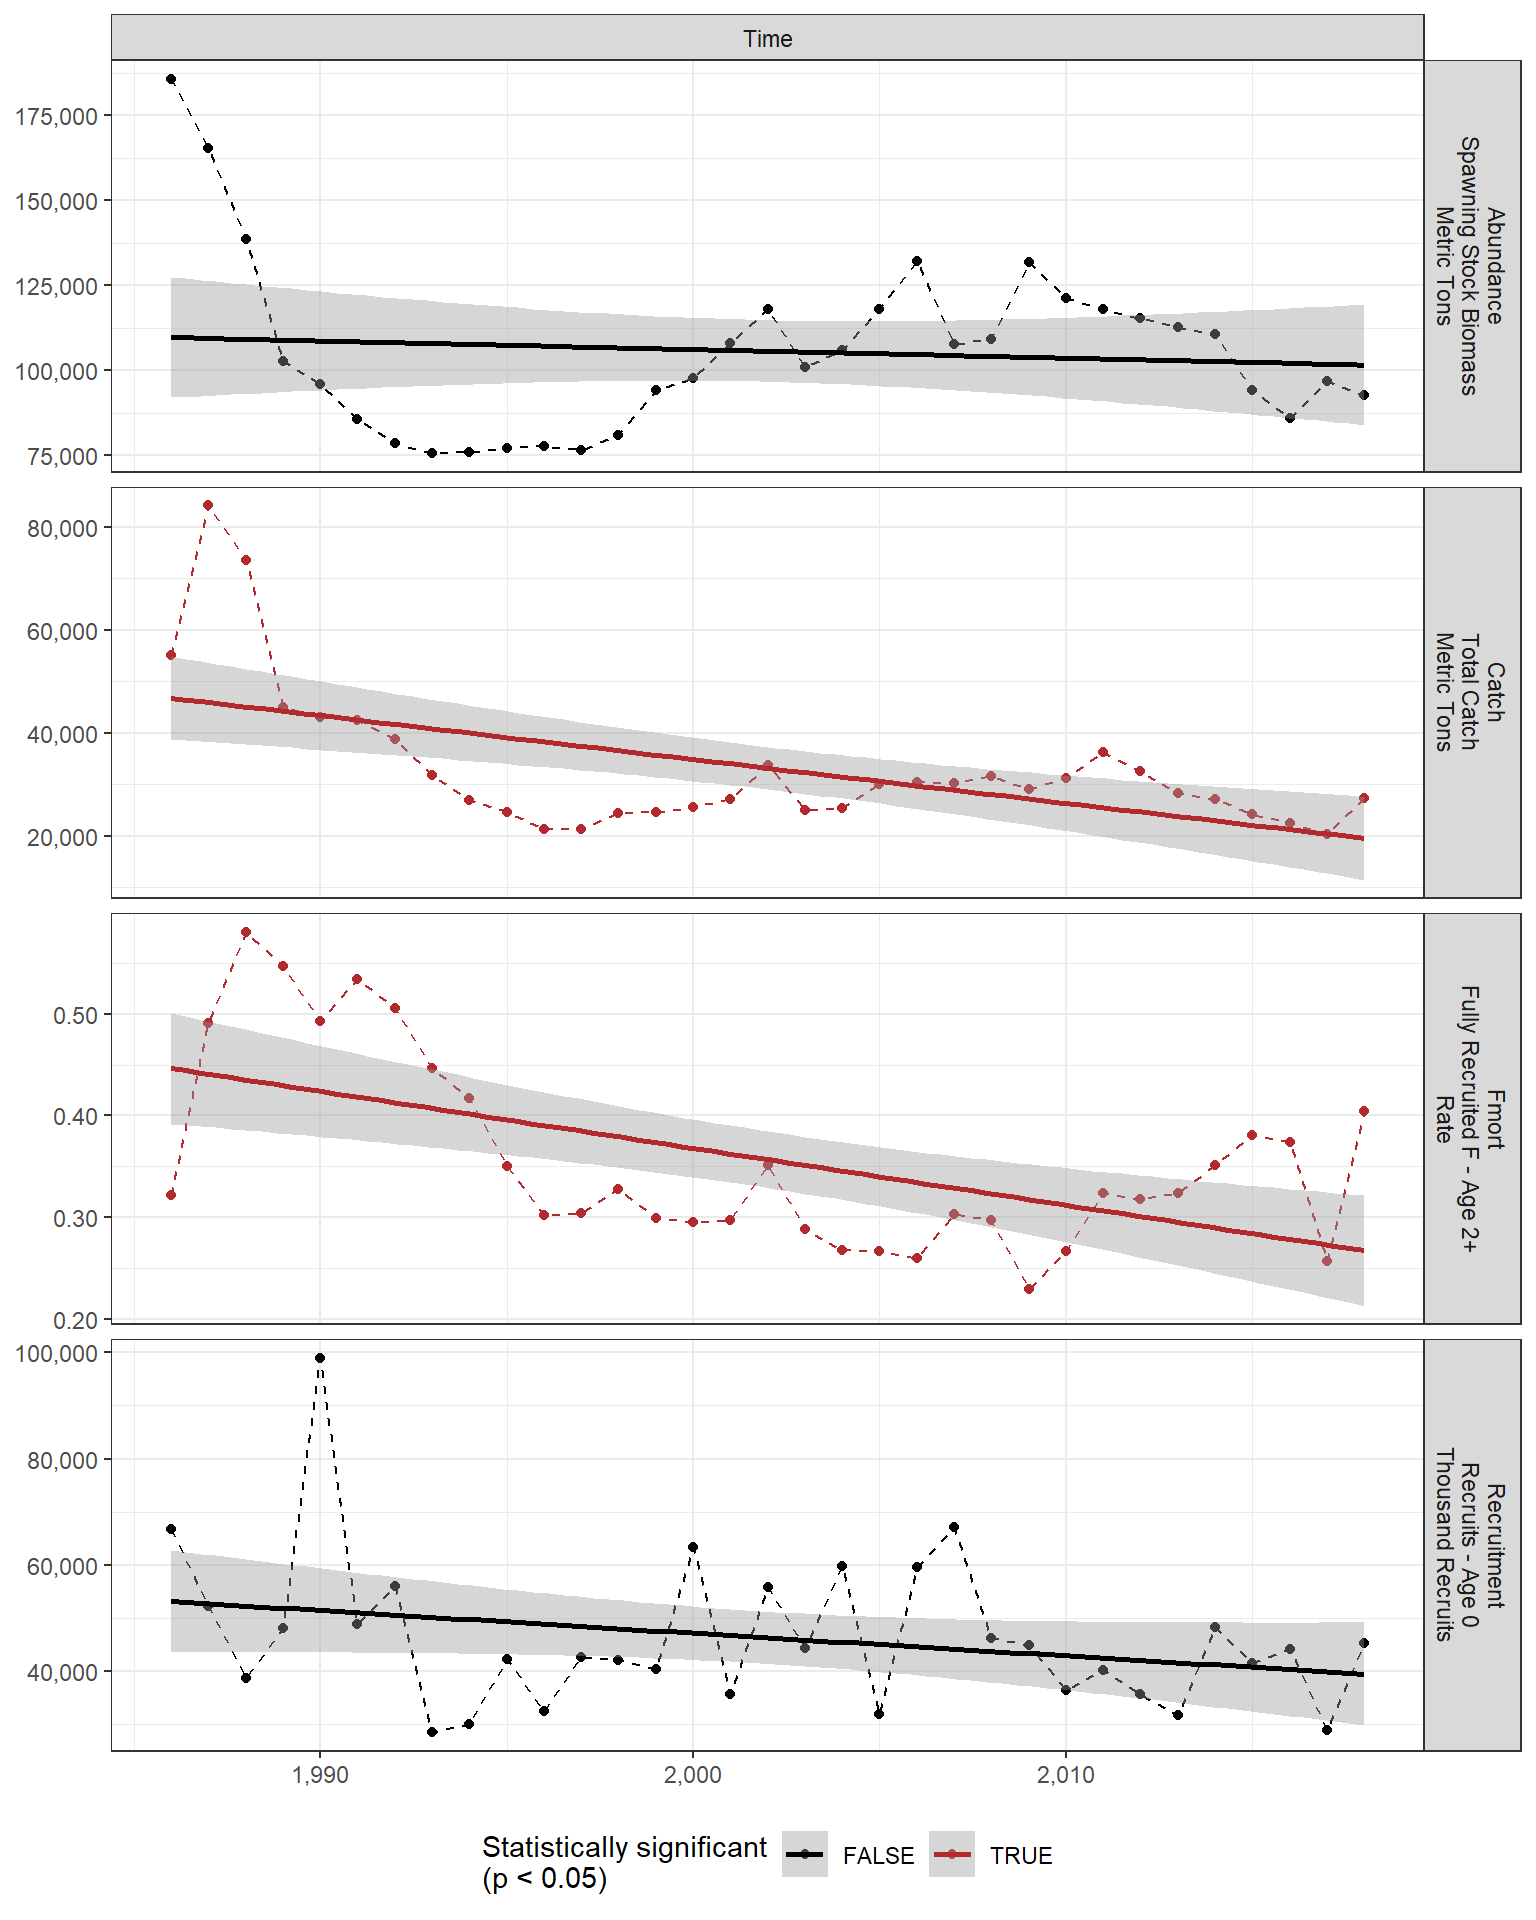 Time
175,000
150,000
125,000
100,000
75,000
Abundance
Spawning Stock Biomass
Metric Tons
80,000
60,000
40,000
20,000
Catch
Total Catch
Metric Tons
0.50
0.40
0.30
0.20
Fmort
Fully Recruited F - Age 2+
Rate
100,000
80,000
60,000
40,000
Recruitment
Recruits - Age 0
Thousand Recruits
1,990 2,000 2,010
Statistically significant
(p < 0.05)
FALSE TRUE